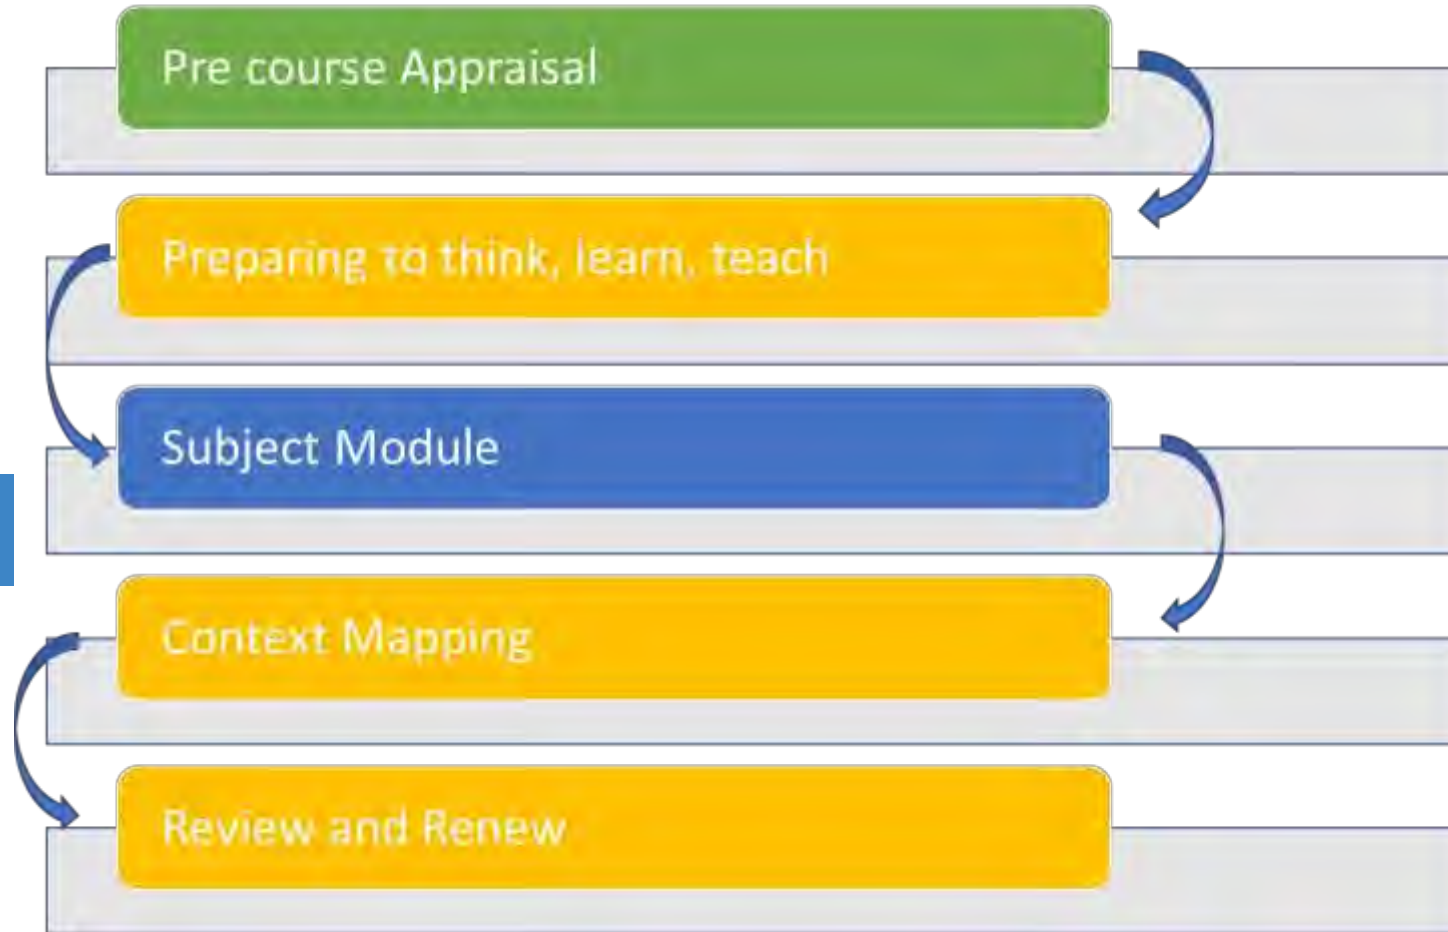 Pre course Appraisal
Preparing to think, learn, teach
Subject Module
Context Mapping
Review and Renew